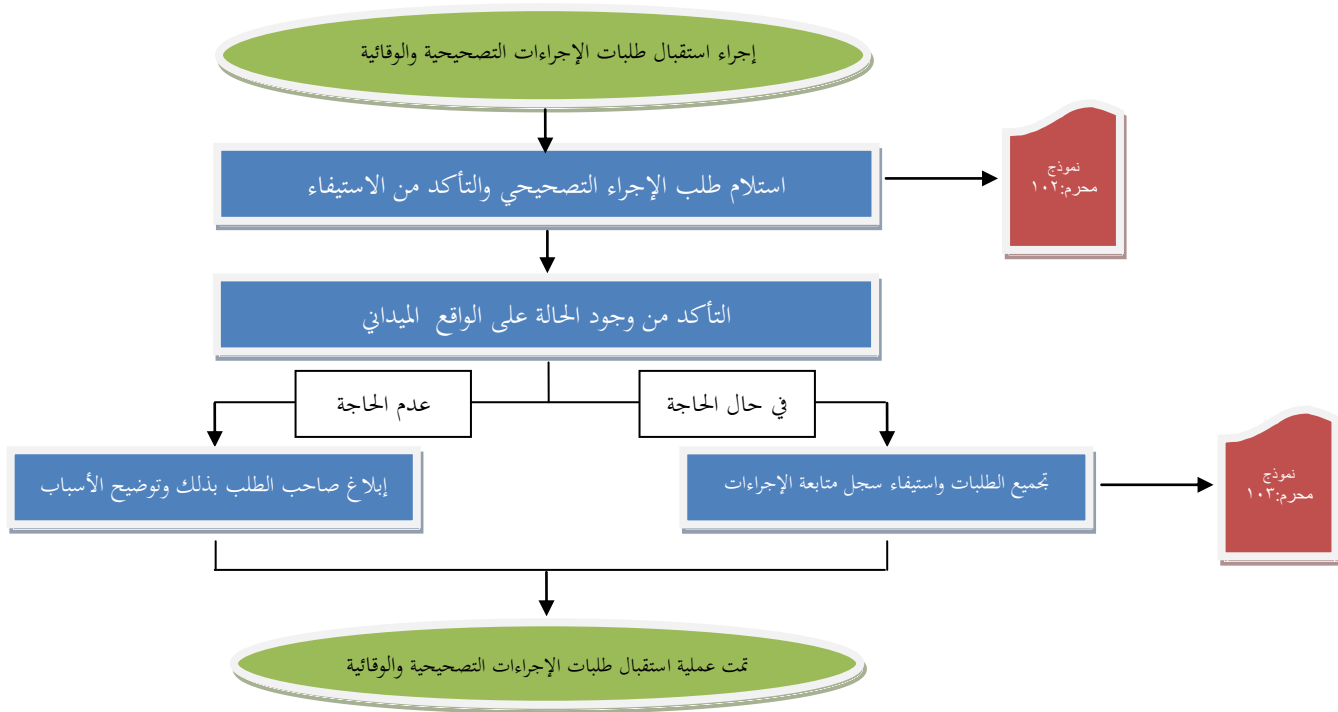 إجراء استقبال طلبات الإجراءات التصحيحية والوقائية
استلام طلب الإجراء التصحيحي والتأكد من الاستيفاء
نموذج
محرم:١٠٢
التأكد من وجود الحالة على الواقع الميداني
في حال الحاجة
عدم الحاجة
تجميع الطلبات واستيفاء سجل متابعة الإجراءات
نموذج
محرم:١٠٣
إبلاغ صاحب الطلب بذلك وتوضيح الأسباب
تمت عملية استقبال طلبات الإجراءات التصحيحية والوقائية